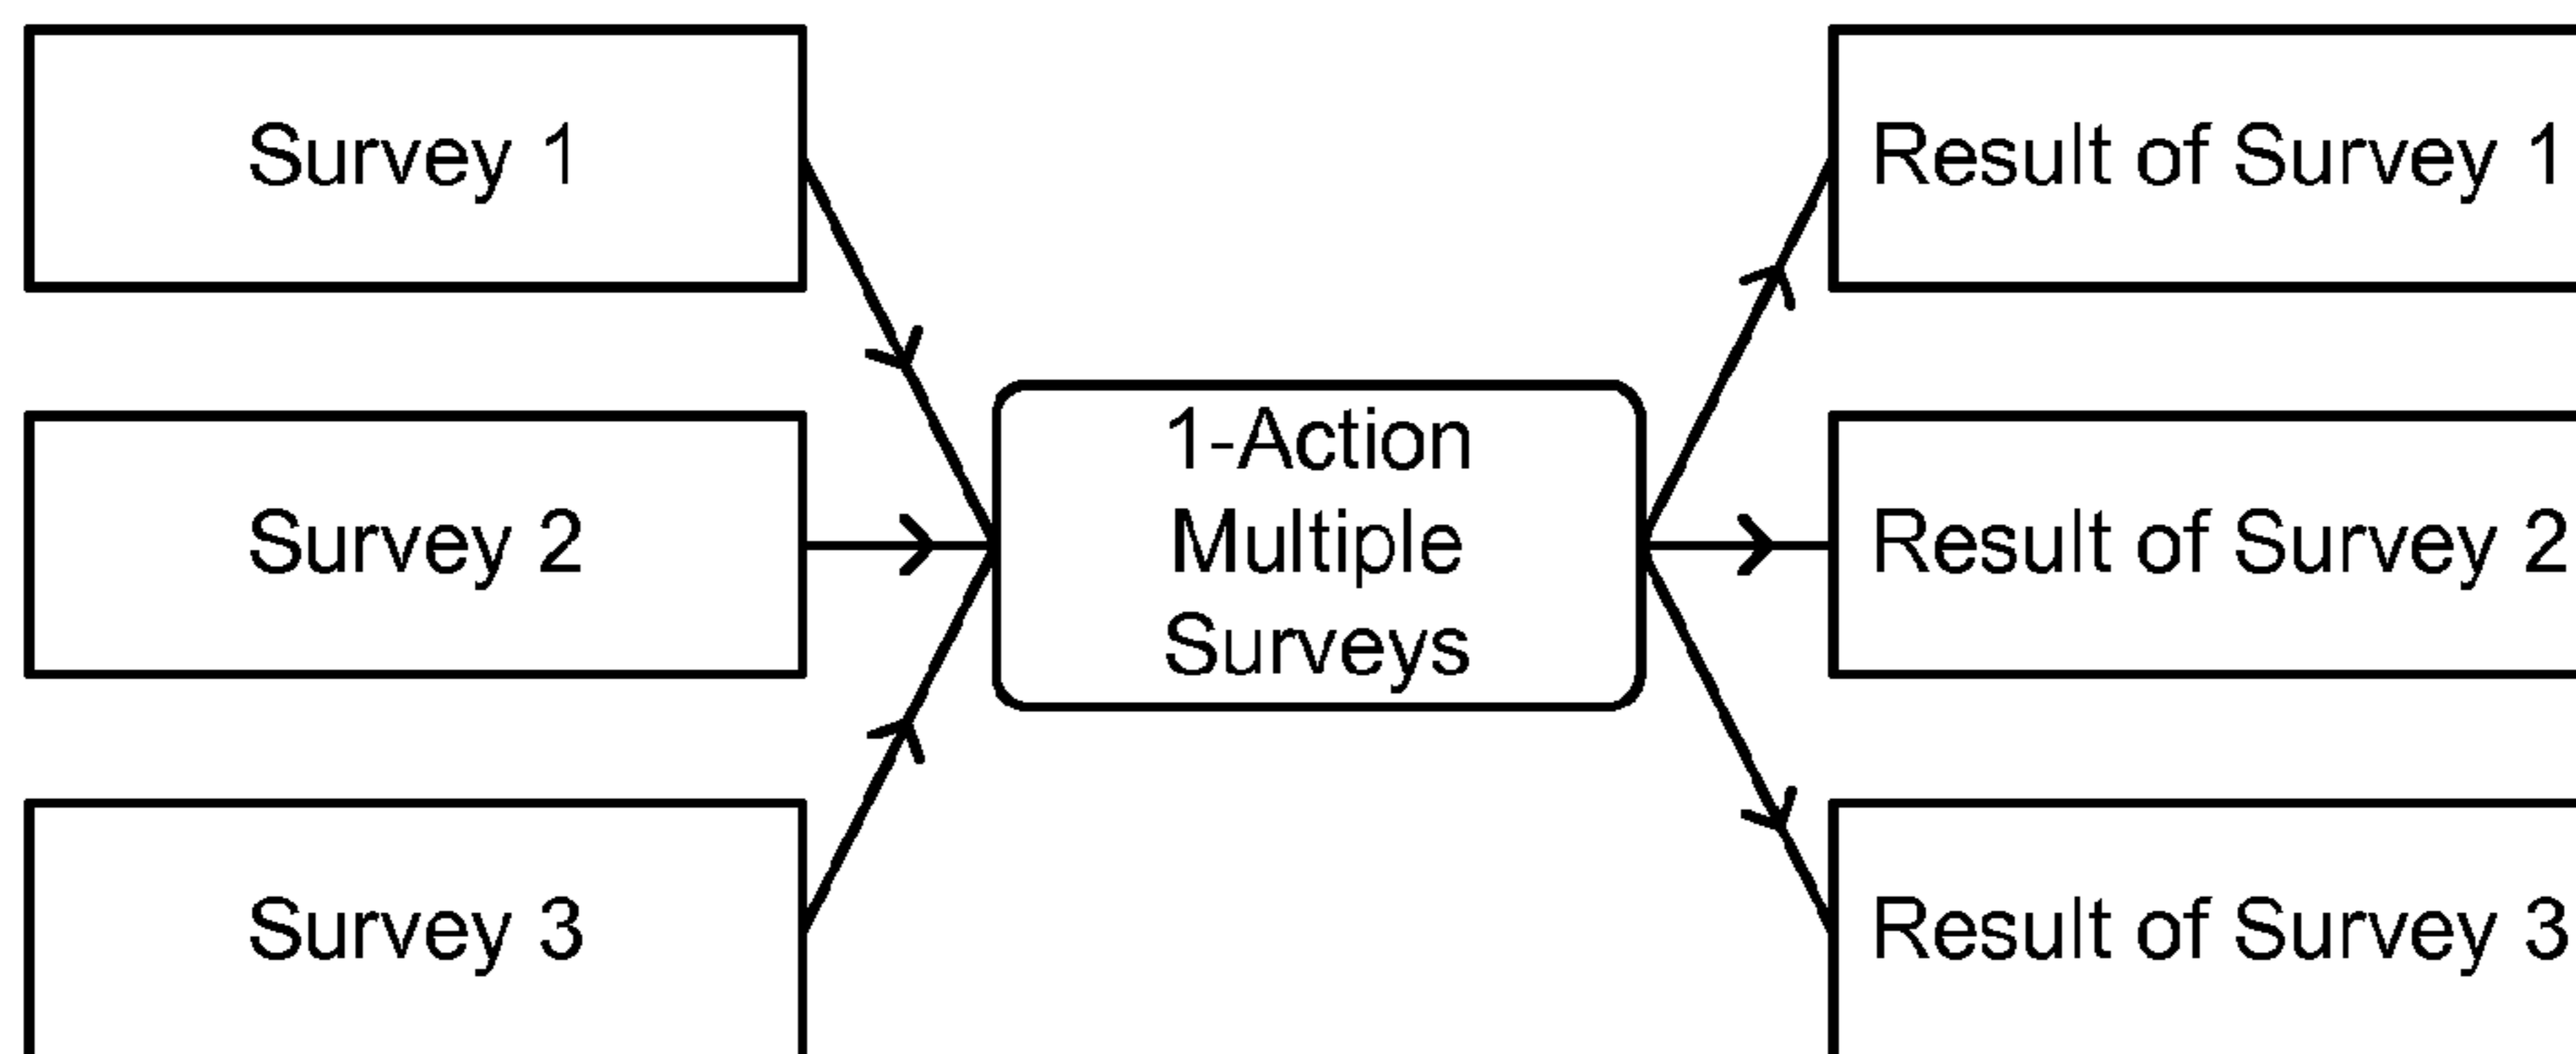 Survey 1
Survey 2
Survey 3
1-Action
Multiple
Surveys
Result of Survey 1
Result of Survey 2
Result of Survey 3